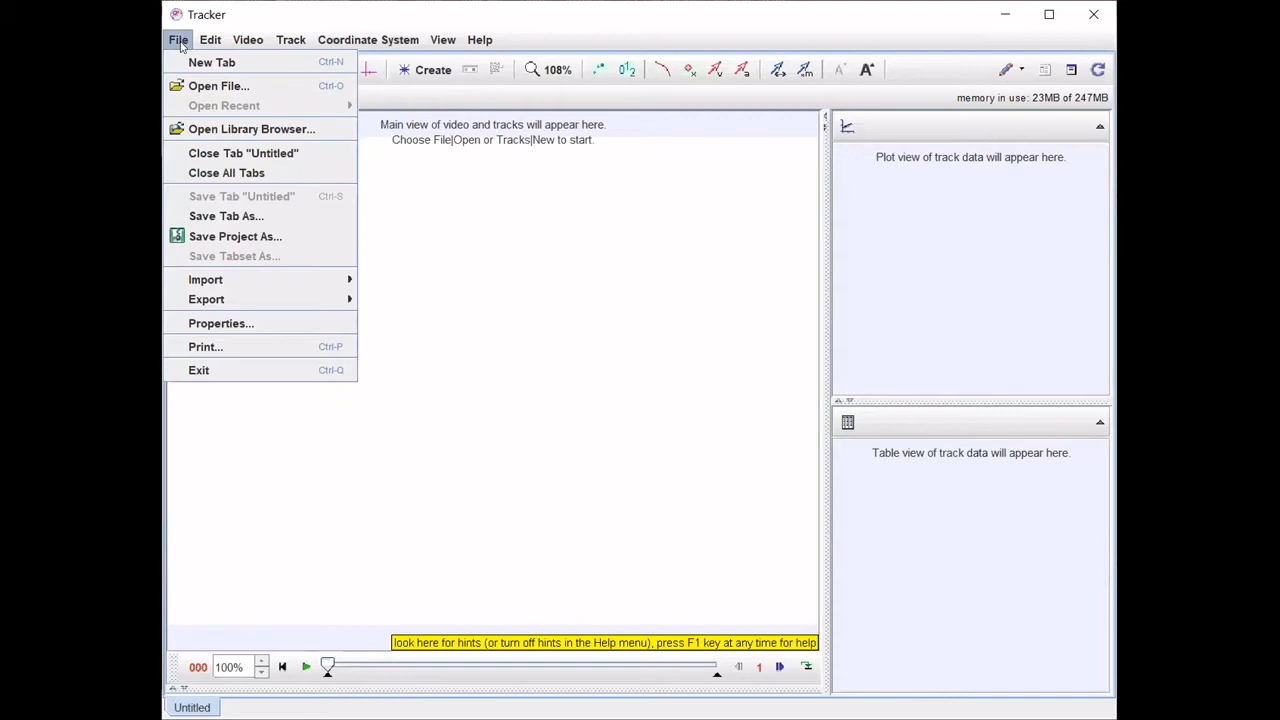 Tracker
File Edit Video Track Coordinate System View Help
New Tab Ctrl-N
Open File... Ctrl-O
Open Recent
Open Library Browser...
Close Tab "Untitled"
Close All Tabs
Save Tab "Untitled" Ctrl-S
Save Tab As...
Save Project As...
Save Tabset As...
Import
Export
Properties...
Print... Ctrl-P
Exit Ctrl-Q
Create 108%
memory in use: 23MB of 247MB
Main view of video and tracks will appear here.
Choose File|Open or Tracks|New to start.
Plot view of track data will appear here.
Table view of track data will appear here.
look here for hints (or turn off hints in the Help menu), press F1 key at any time for help
000 100% 1
Untitled